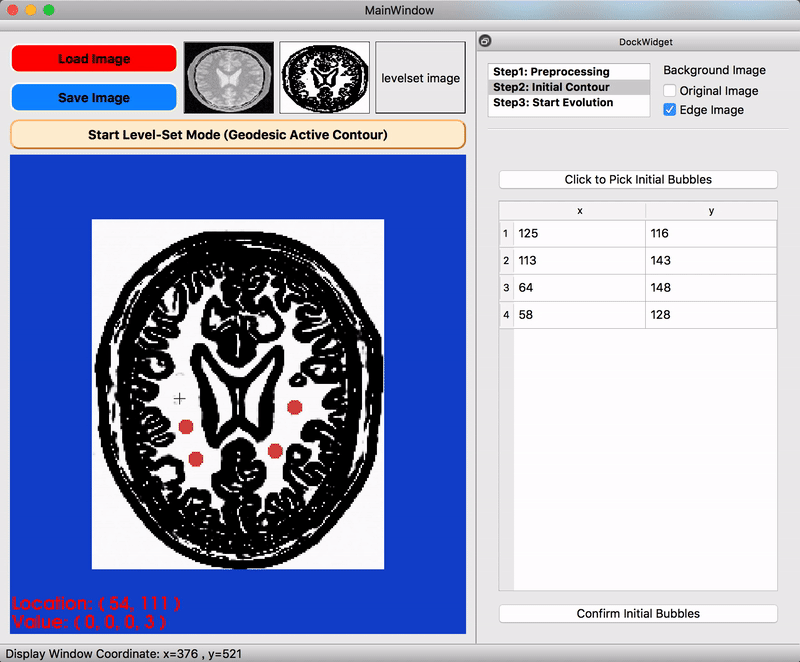 MainWindow
Load Image
Save Image
levelset image
Start Level-Set Mode (Geodesic Active Contour)
Location: ( 54, 111 )
Value: ( 0, 0, 0, 3 )
DockWidget
Step1: Preprocessing
Step2: Initial Contour
Step3: Start Evolution
Background Image
Original Image
Edge Image
Click to Pick Initial Bubbles
x y
1 125 116
2 113 143
3 64 148
4 58 128
Confirm Initial Bubbles
Display Window Coordinate: x=376 , y=521